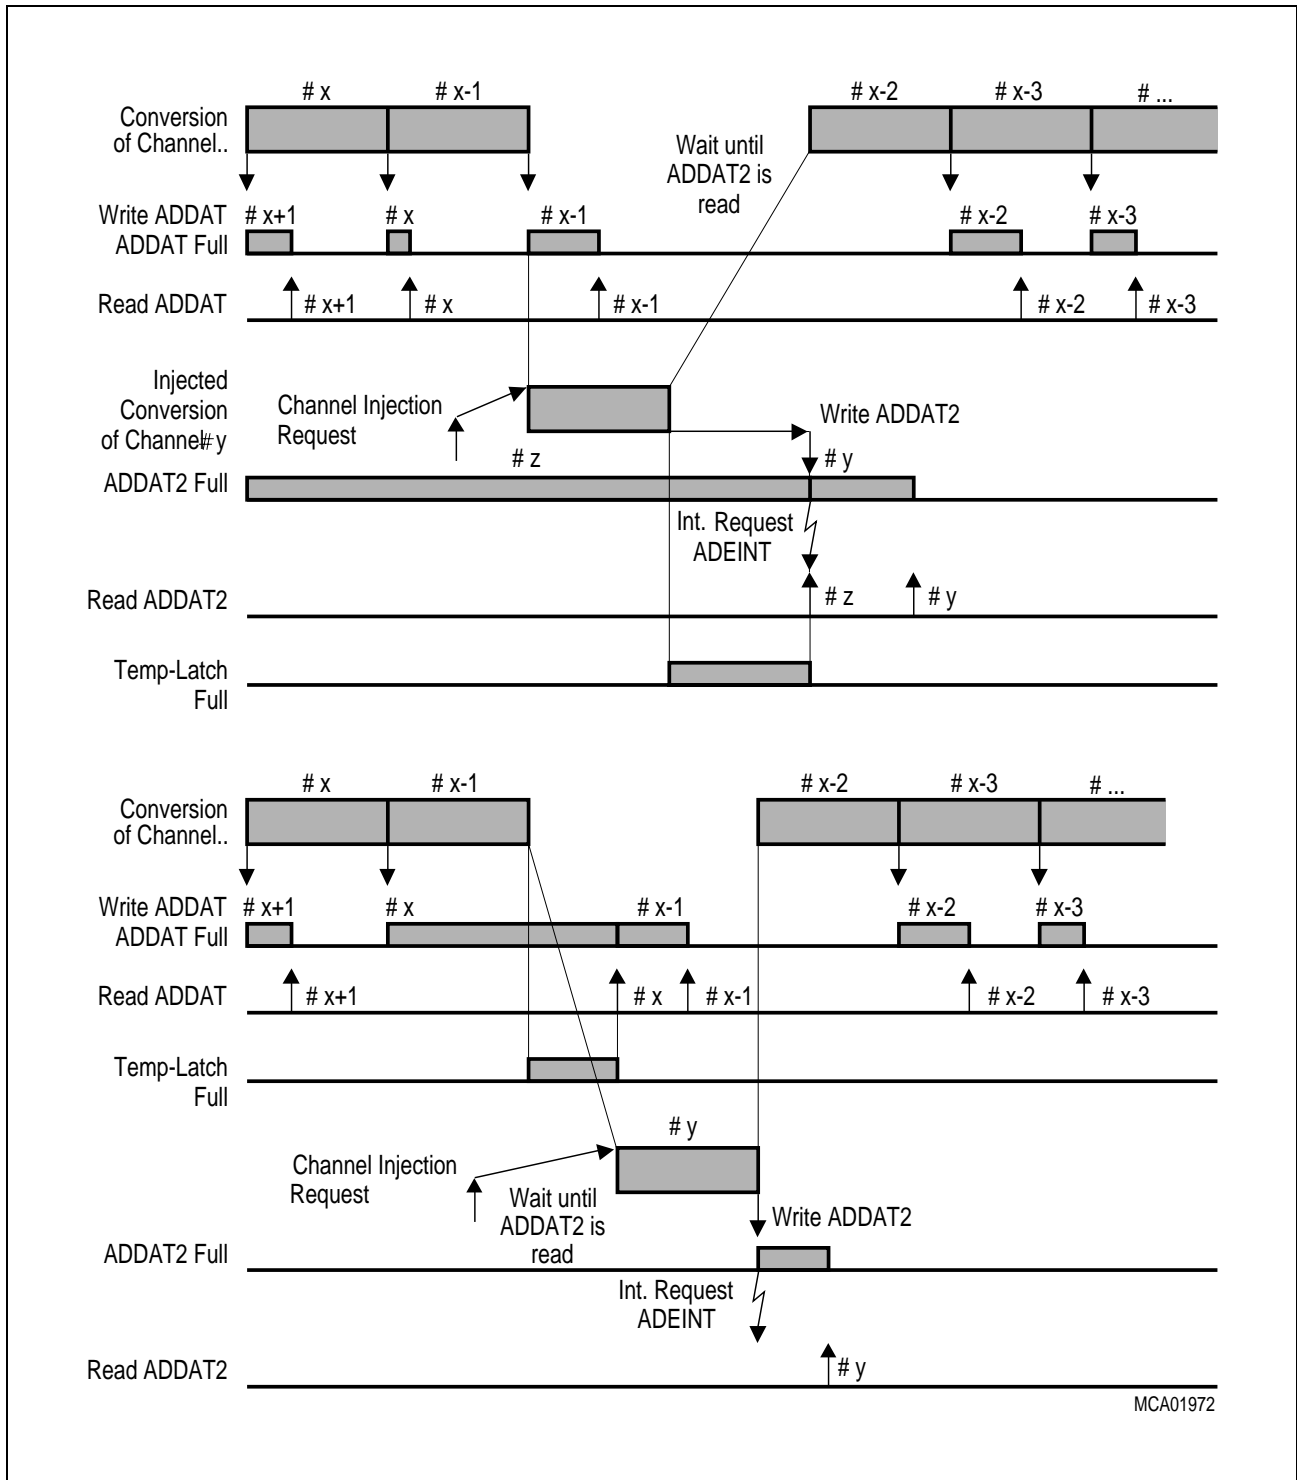 # x # x-1 # x-2 # x-3 # ...
Conversion
of Channel..
Wait until
ADDAT2 is
read
Write ADDAT # x+1 # x # x-1 # x-2 # x-3
ADDAT Full
Read ADDAT # x+1 # x # x-1 # x-2 # x-3
Injected
Conversion
of Channel#y
Channel Injection
Request
Write ADDAT2
# z # y
ADDAT2 Full
Int. Request
ADEINT
Read ADDAT2 # z # y
Temp-Latch
Full
# x # x-1 # x-2 # x-3 # ...
Conversion
of Channel..
Write ADDAT # x+1 # x # x-1 # x-2 # x-3
ADDAT Full
Read ADDAT # x+1 # x # x-1 # x-2 # x-3
Temp-Latch
Full
# y
Channel Injection
Request
Wait until
ADDAT2 is
read
Write ADDAT2
ADDAT2 Full
Int. Request
ADEINT
Read ADDAT2 # y
MCA01972